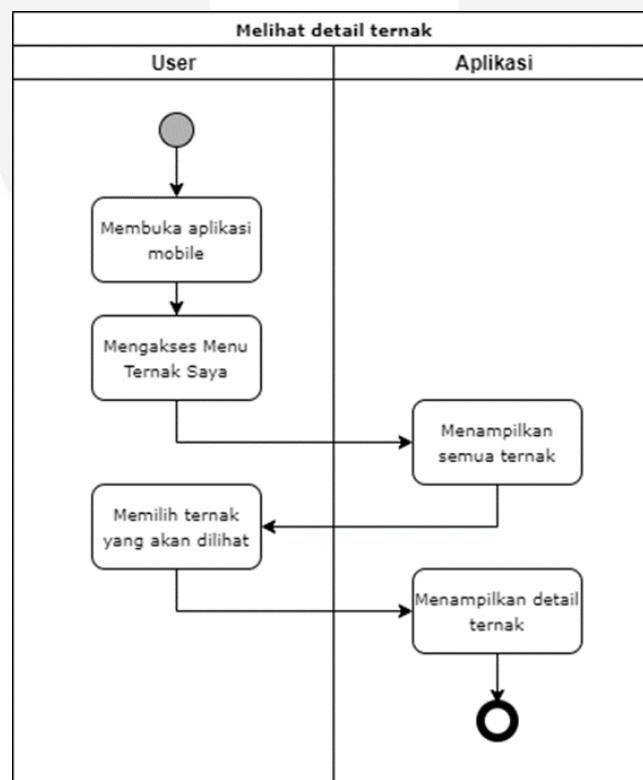 Melihat detail ternak
User
Aplikasi
Membuka aplikasi
mobile
Mengakses Menu
Ternak Saya
Menampilkan
semua ternak
Memilih ternak
yang akan dilihat
Menampilkan detail
ternak